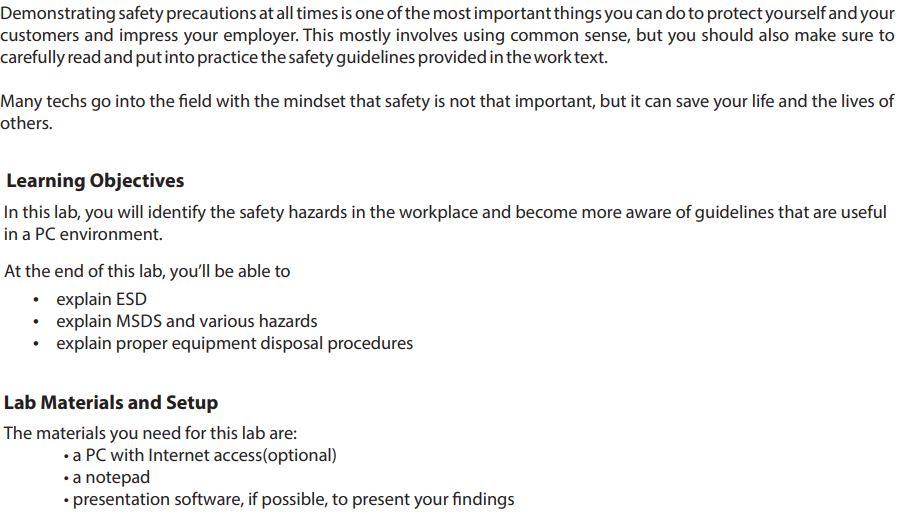 Demonstrating safety precautions at all times is one of the most important things you can do to protect yourself and your
customers and impress your employer. This mostly involves using common sense, but you should also make sure to
carefully read and put into practice the safety guidelines provided in the work text.
Many techs go into the field with the mindset that safety is not that important, but it can save your life and the lives of
others.
Learning Objectives
In this lab, you will identify the safety hazards in the workplace and become more aware of guidelines that are useful
in a PC environment.
At the end of this lab, you’ll be able to
• explain ESD
• explain MSDS and various hazards
• explain proper equipment disposal procedures
Lab Materials and Setup
The materials you need for this lab are:
• a PC with Internet access(optional)
• a notepad
• presentation software, if possible, to present your findings